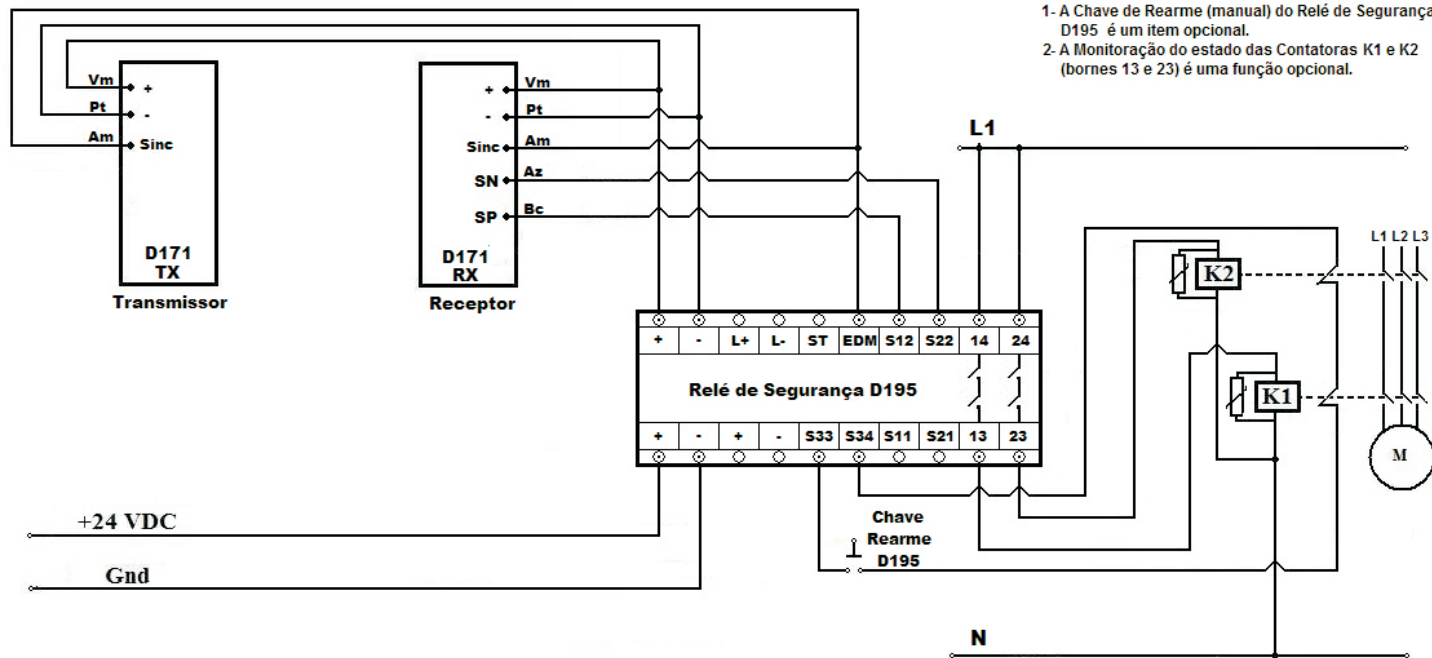 1- A Chave de Rearme (manual) do Relé de Segurança
D195 é um item opcional.
2- A Monitoração do estado das Contatoras K1 e K2
(bornes 13 e 23) é uma função opcional.
Vm +
Pt -
Am Sinc
D171
TX
Transmissor
+ Vm
- Pt
Sinc Am
SN Az
SP Bc
D171
RX
Receptor
L1
L1 L2 L3
K2
K1
M
+ - L+ L- ST EDM S12 S22 14 24
Relé de Segurança D195
+ - + - S33 S34 S11 S21 13 23
+24 VDC
Gnd
Chave
Rearme
D195
N